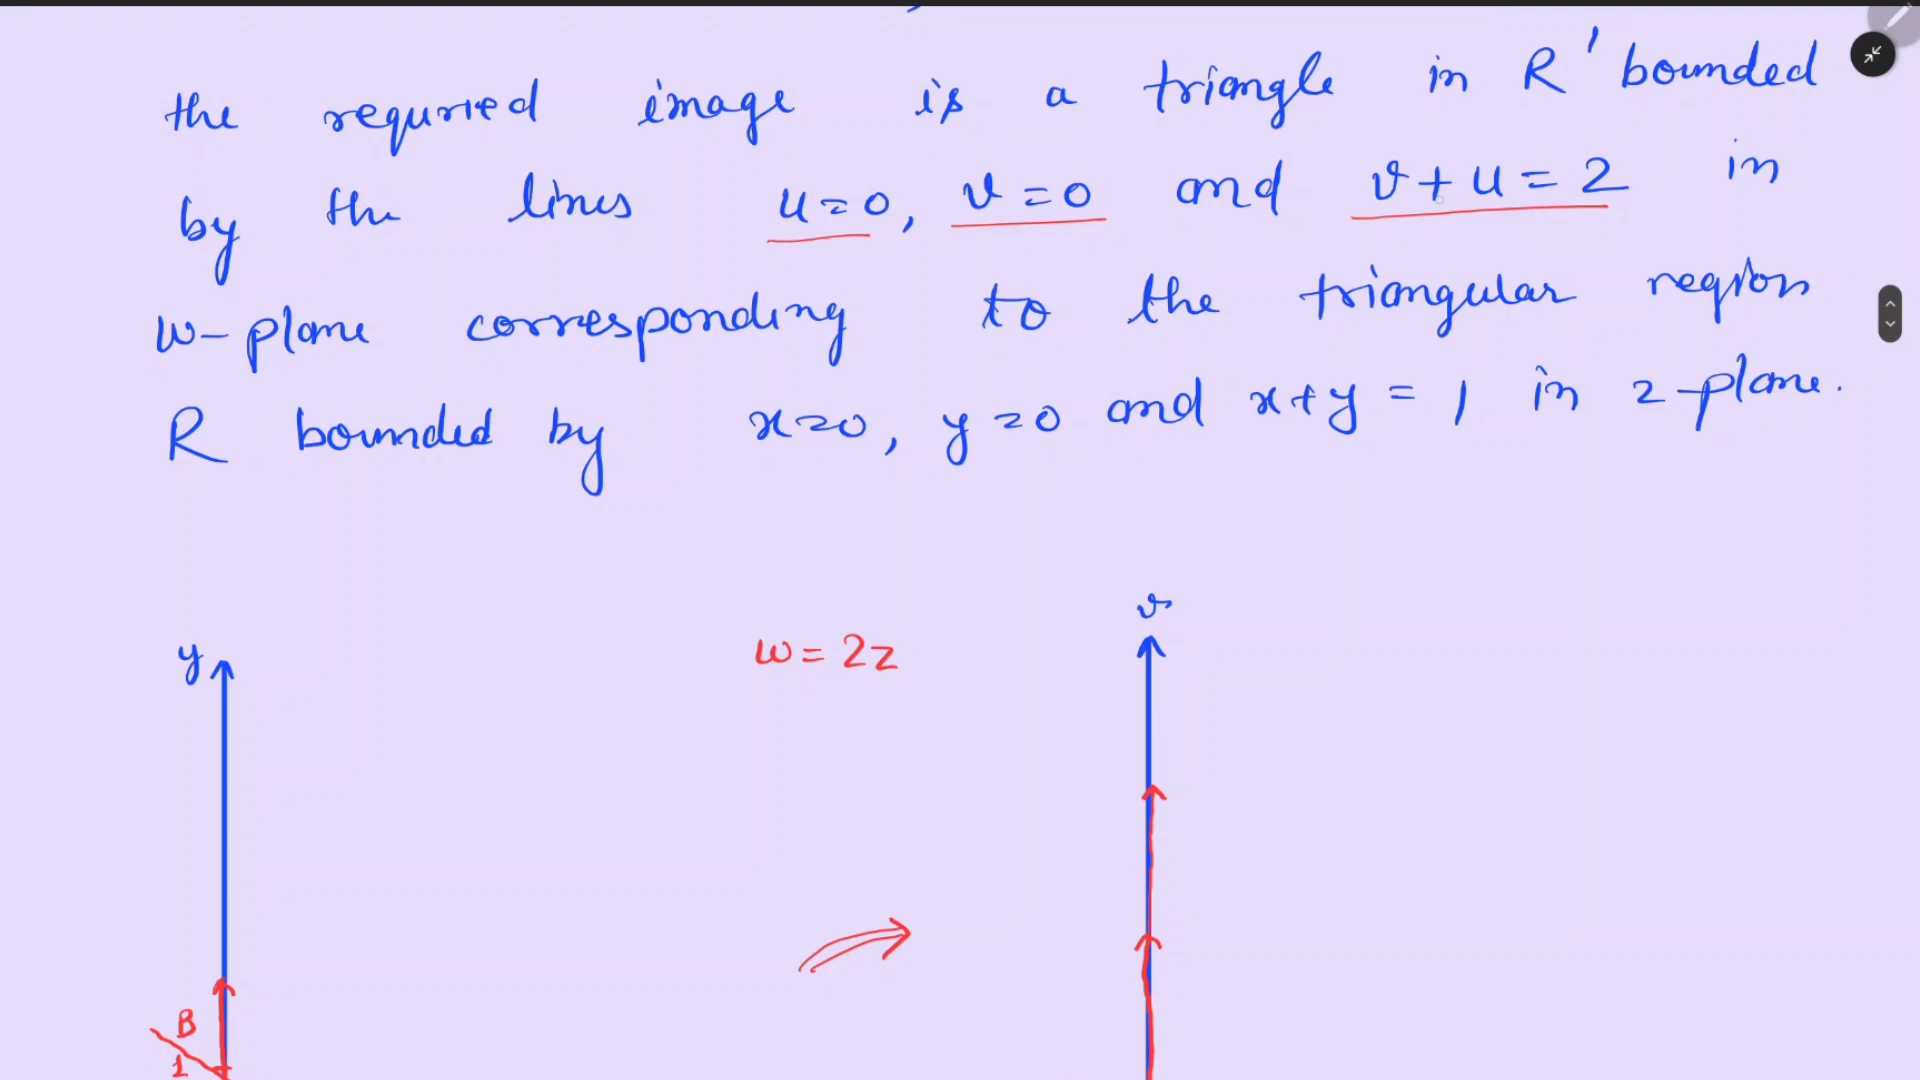 the requried image is a triangle in R' bounded
by the lines u=0, v=0 and v+u=2 in
w-plane corresponding to the triangular region
R bounded by x=0, y=0 and x+y=1 in z-plane.
v
y
w=2z
B
1